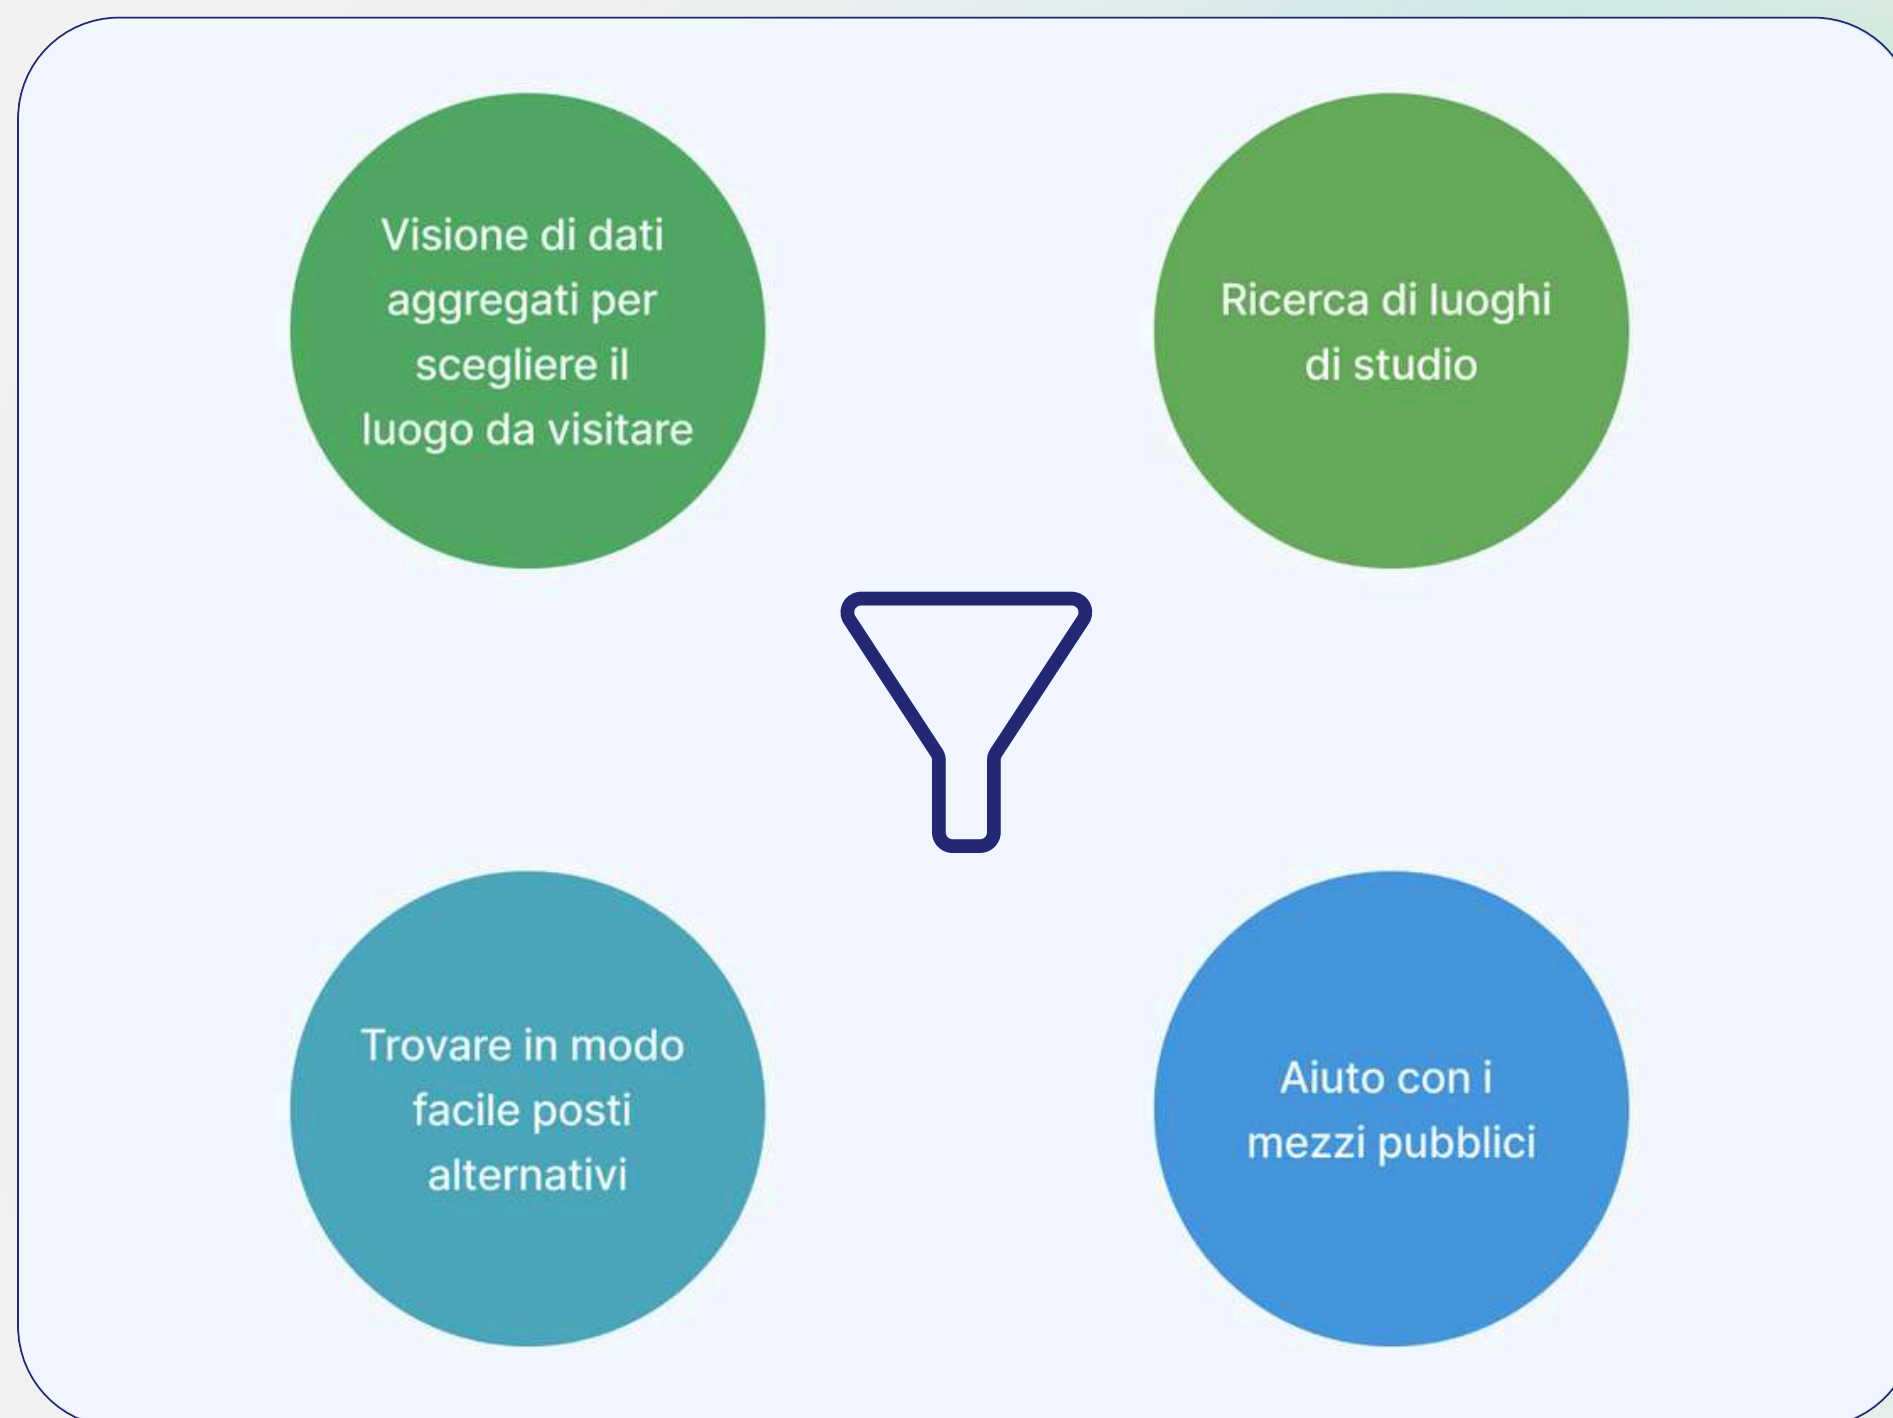 Visione di dati
aggregati per
scegliere il
luogo da visitare
Ricerca di luoghi
di studio
Trovare in modo
facile posti
alternativi
Aiuto con i
mezzi pubblici